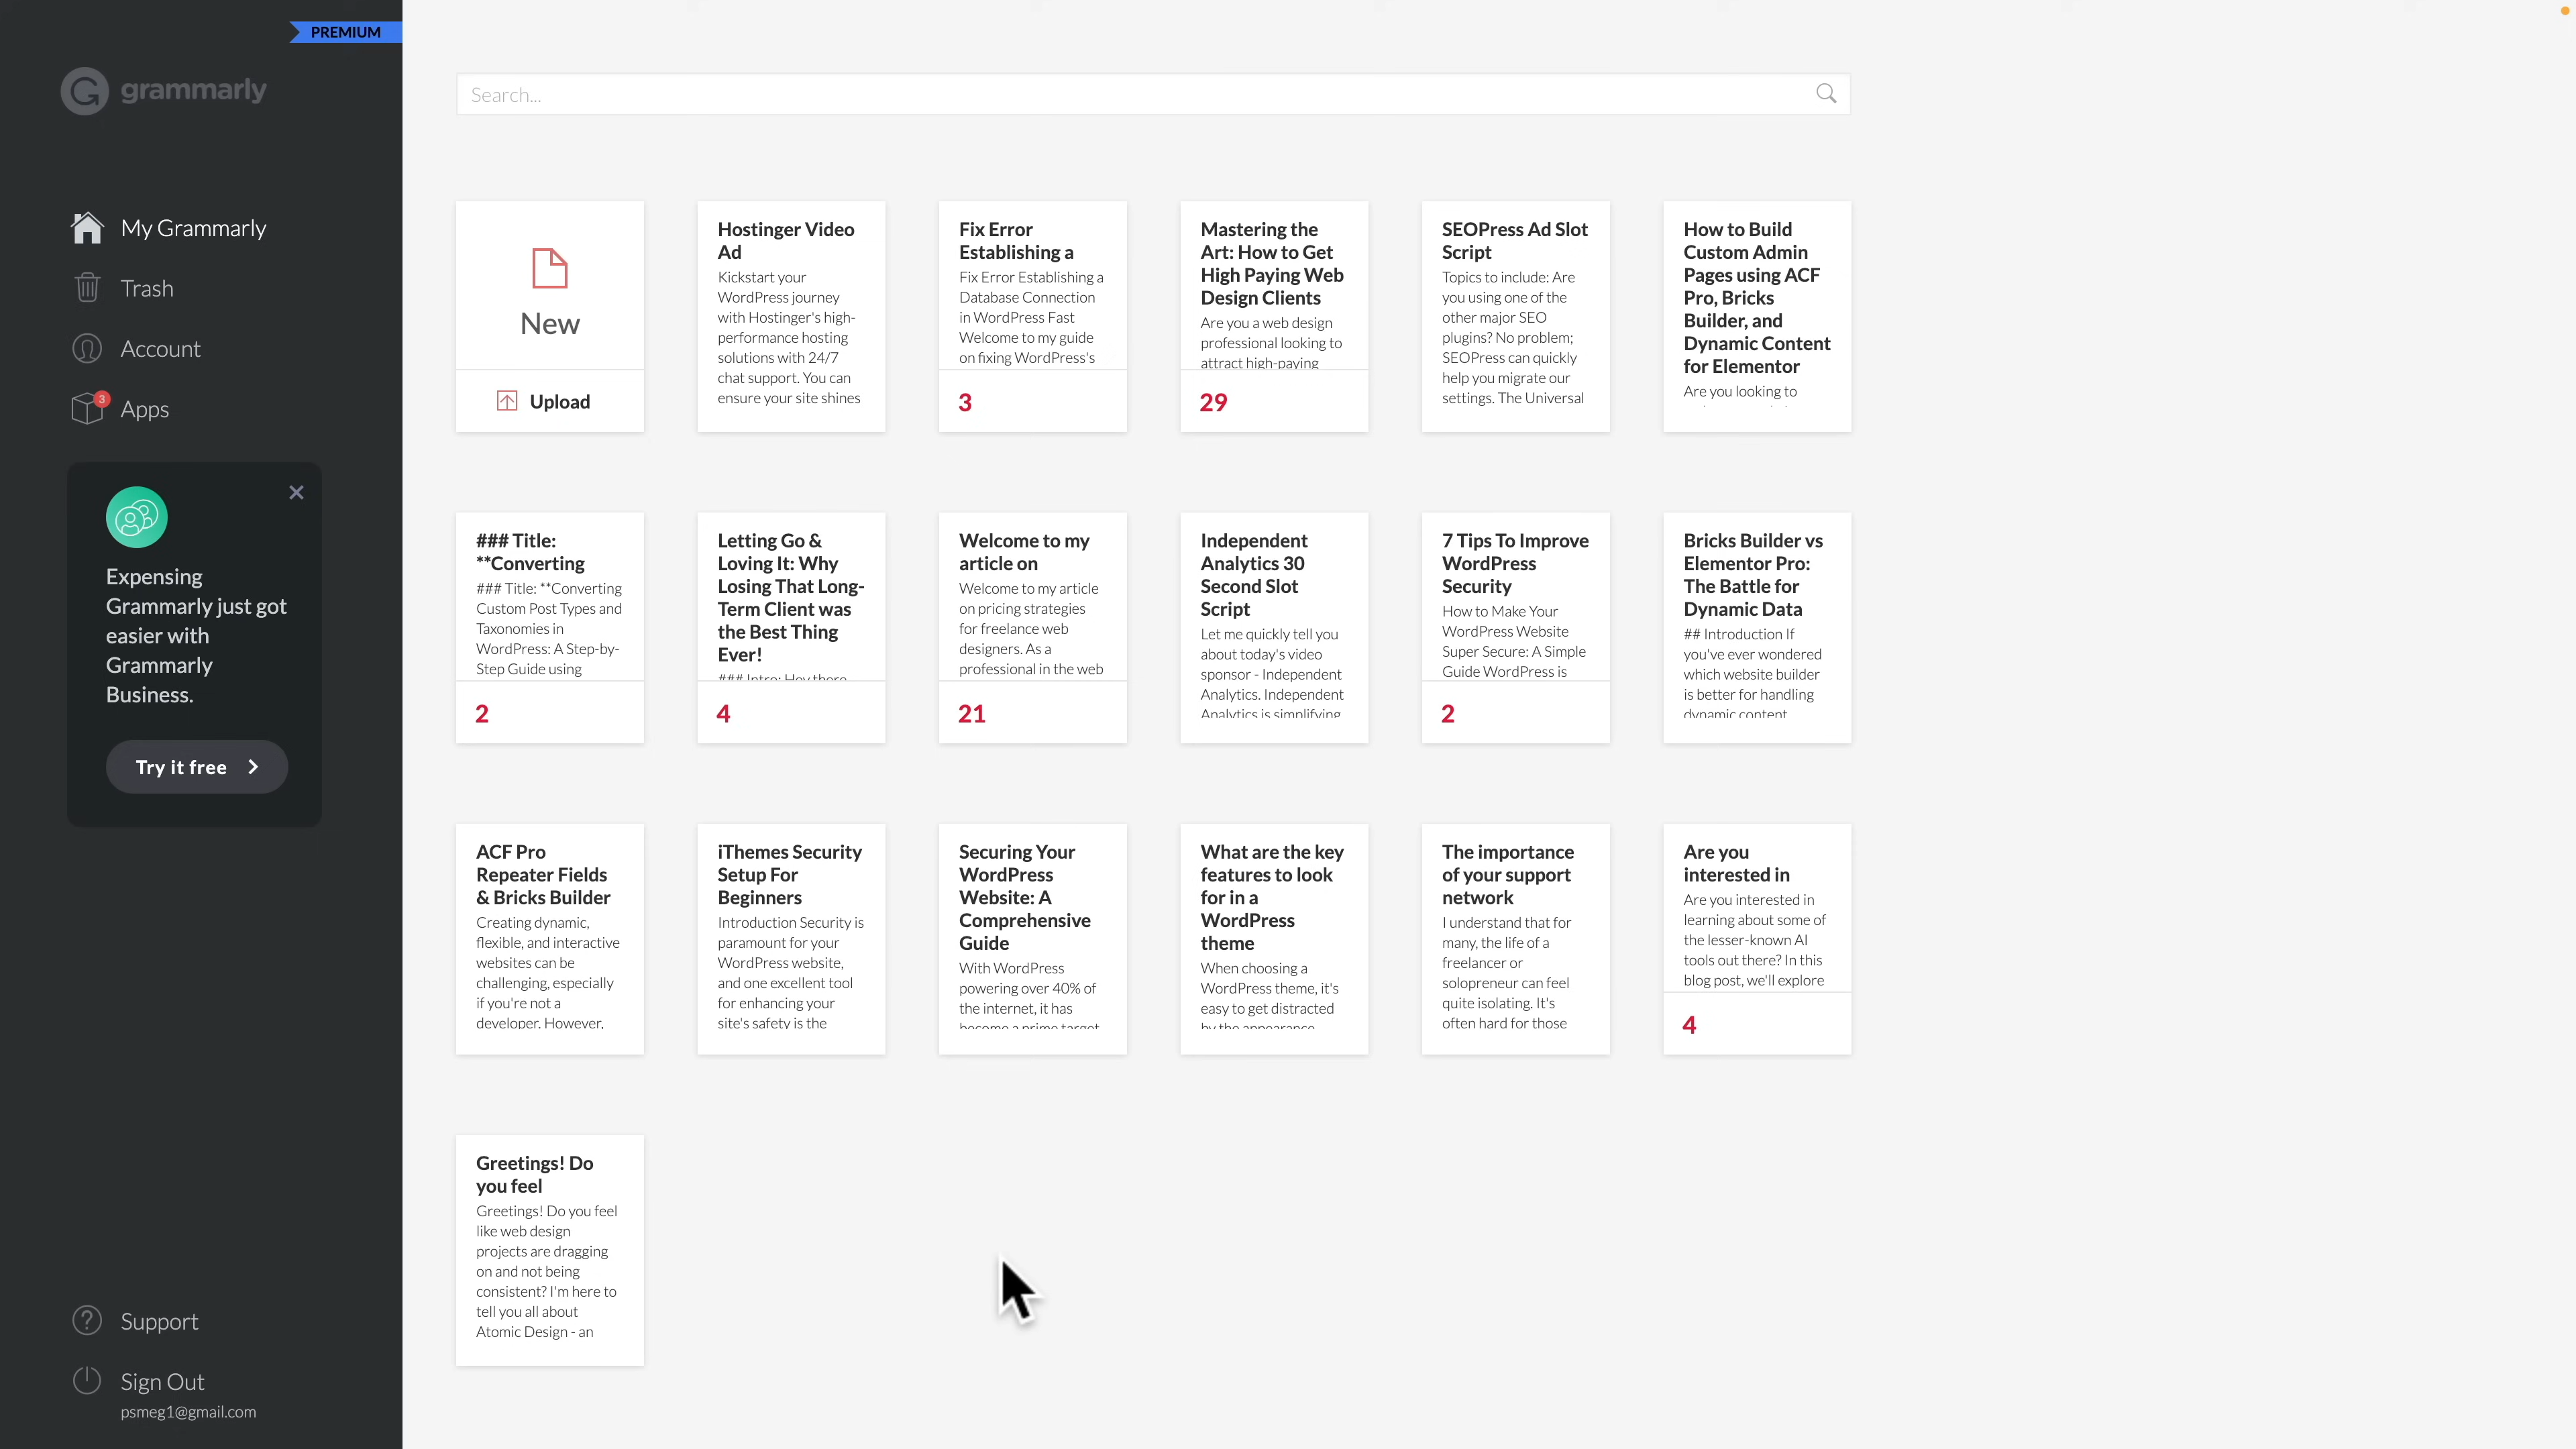 PREMIUM
grammarly
My Grammarly
Trash
Account
3
Apps
Expensing
Grammarly just got
easier with
Grammarly
Business.
Try it free
Support
Sign Out
psmeg1@gmail.com
Search...
New
Upload
Hostinger Video
Ad
Kickstart your
WordPress journey
with Hostinger's high-
performance hosting
solutions with 24/7
chat support. You can
ensure your site shines
Fix Error
Establishing a
Fix Error Establishing a
Database Connection
in WordPress Fast
Welcome to my guide
on fixing WordPress's
3
Mastering the
Art: How to Get
High Paying Web
Design Clients
Are you a web design
professional looking to
attract high-paying
29
SEOPress Ad Slot
Script
Topics to include: Are
you using one of the
other major SEO
plugins? No problem;
SEOPress can quickly
help you migrate our
settings. The Universal
How to Build
Custom Admin
Pages using ACF
Pro, Bricks
Builder, and
Dynamic Content
for Elementor
Are you looking to
### Title:
**Converting
### Title: **Converting
Custom Post Types and
Taxonomies in
WordPress: A Step-by-
Step Guide using
2
Letting Go &
Loving It: Why
Losing That Long-
Term Client was
the Best Thing
Ever!
### Intro: Hey there
4
Welcome to my
article on
Welcome to my article
on pricing strategies
for freelance web
designers. As a
professional in the web
21
Independent
Analytics 30
Second Slot
Script
Let me quickly tell you
about today's video
sponsor - Independent
Analytics. Independent
Analytics is simplifying
7 Tips To Improve
WordPress
Security
How to Make Your
WordPress Website
Super Secure: A Simple
Guide WordPress is
2
Bricks Builder vs
Elementor Pro:
The Battle for
Dynamic Data
## Introduction If
you've ever wondered
which website builder
is better for handling
dynamic content
ACF Pro
Repeater Fields
& Bricks Builder
Creating dynamic,
flexible, and interactive
websites can be
challenging, especially
if you're not a
developer. However,
iThemes Security
Setup For
Beginners
Introduction Security is
paramount for your
WordPress website,
and one excellent tool
for enhancing your
site's safety is the
Securing Your
WordPress
Website: A
Comprehensive
Guide
With WordPress
powering over 40% of
the internet, it has
become a prime target
What are the key
features to look
for in a
WordPress
theme
When choosing a
WordPress theme, it's
easy to get distracted
by the appearance
The importance
of your support
network
I understand that for
many, the life of a
freelancer or
solopreneur can feel
quite isolating. It's
often hard for those
Are you
interested in
Are you interested in
learning about some of
the lesser-known AI
tools out there? In this
blog post, we'll explore
4
Greetings! Do
you feel
Greetings! Do you feel
like web design
projects are dragging
on and not being
consistent? I'm here to
tell you all about
Atomic Design - an